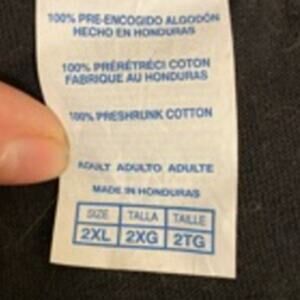 100% PRE-ENCOGIDO ALGODÓN
HECHO EN HONDURAS
100% PRÉRÉTRÉCI COTON
FABRIQUE AU HONDURAS
100% PRESHRUNK COTTON
ADULT ADULTO ADULTE
MADE IN HONDURAS
SIZE TALLA TAILLE
2XL 2XG 2TG